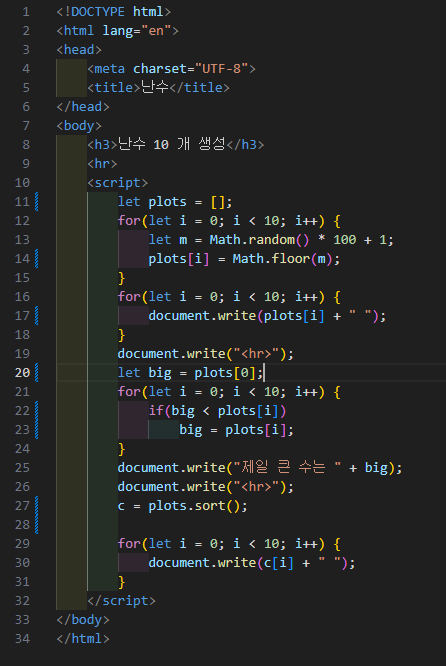 1 <!DOCTYPE html>
2 <html lang="en">
3 <head>
4     <meta charset="UTF-8">
5     <title>난수</title>
6 </head>
7 <body>
8     <h3>난수 10 개 생성</h3>
9     <hr>
10     <script>
11         let plots = [];
12         for(let i = 0; i < 10; i++) {
13             let m = Math.random() * 100 + 1;
14             plots[i] = Math.floor(m);
15         }
16         for(let i = 0; i < 10; i++) {
17             document.write(plots[i] + " ");
18         }
19         document.write("<hr>");
20         let big = plots[0];
21         for(let i = 0; i < 10; i++) {
22             if(big < plots[i])
23                 big = plots[i];
24         }
25         document.write("제일 큰 수는 " + big);
26         document.write("<hr>");
27         c = plots.sort();
28
29         for(let i = 0; i < 10; i++) {
30             document.write(c[i] + " ");
31         }
32     </script>
33 </body>
34 </html>